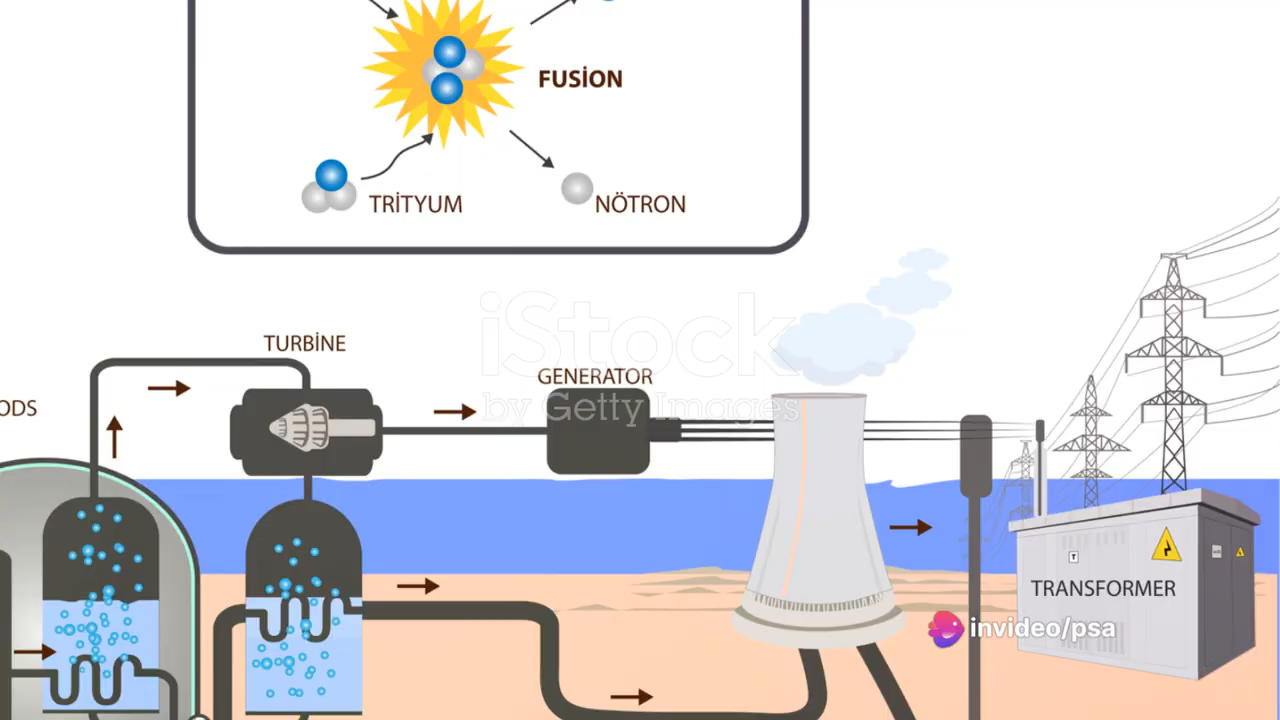 FUSİON
TRİTYUM
NÖTRON
iStock
by Getty Images
TURBİNE
GENERATOR
ODS
T
TRANSFORMER
invideo/psa